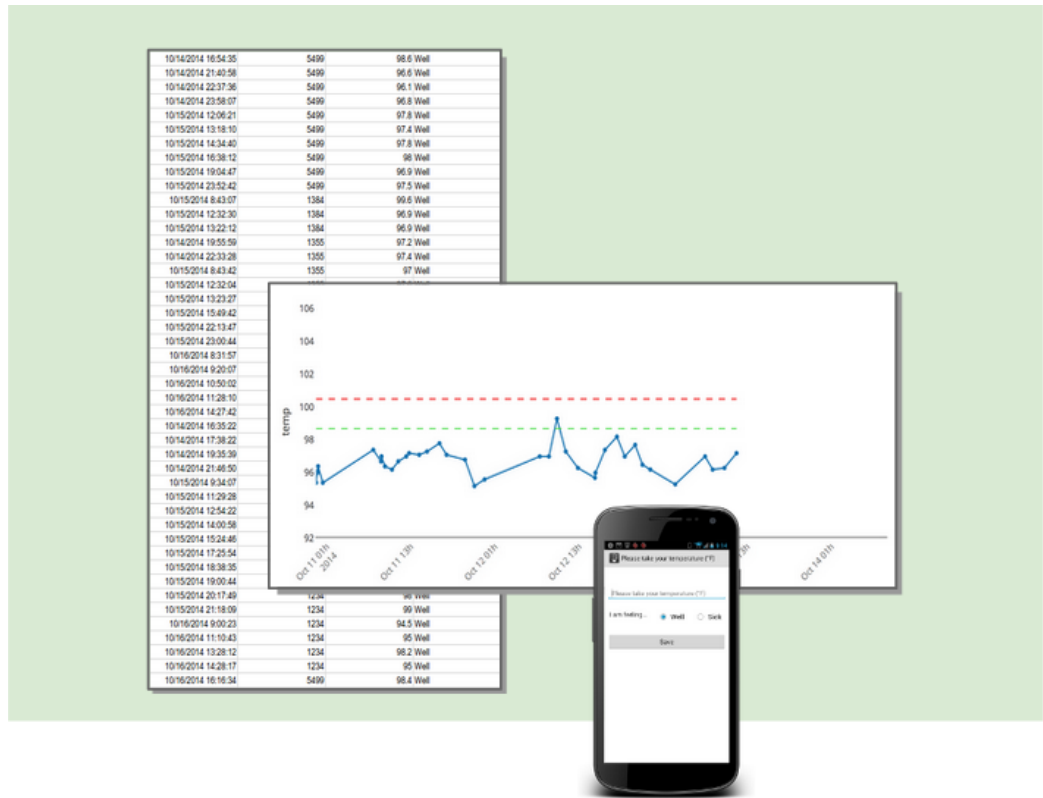 10/14/2014 16:54:35 5499 98.6 Well
10/14/2014 21:40:58 5499 96.6 Well
10/14/2014 22:37:36 5499 96.1 Well
10/14/2014 23:58:07 5499 96.8 Well
10/15/2014 12:06:21 5499 97.8 Well
10/15/2014 13:18:10 5499 97.4 Well
10/15/2014 14:34:40 5499 97.8 Well
10/15/2014 16:38:12 5499 98 Well
10/15/2014 19:04:47 5499 96.9 Well
10/15/2014 23:52:42 5499 97.5 Well
10/15/2014 8:43:07 1384 99.6 Well
10/15/2014 12:32:30 1384 96.9 Well
10/15/2014 13:22:12 1384 96.9 Well
10/14/2014 19:55:59 1355 97.2 Well
10/14/2014 22:33:28 1355 97.4 Well
10/15/2014 8:43:42 1355 97 Well
10/15/2014 12:32:04
10/15/2014 13:23:27
10/15/2014 15:49:42
10/15/2014 22:13:47
10/15/2014 23:00:44
10/16/2014 8:31:57
10/16/2014 9:20:07
10/16/2014 10:50:02
10/16/2014 11:28:10
10/16/2014 14:27:42
10/14/2014 16:35:22
10/14/2014 17:38:22
10/14/2014 19:35:39
10/14/2014 21:46:50
10/15/2014 9:34:07
10/15/2014 11:29:28
10/15/2014 12:54:22
10/15/2014 14:00:58
10/15/2014 15:24:46
10/15/2014 17:25:54
10/15/2014 18:38:35
10/15/2014 19:00:44
10/15/2014 20:17:49 1234 98 Well
10/15/2014 21:18:09 1234 99 Well
10/16/2014 9:00:23 1234 94.5 Well
10/16/2014 11:10:43 1234 95 Well
10/16/2014 13:28:12 1234 98.2 Well
10/16/2014 14:28:17 1234 95 Well
10/16/2014 16:16:34 5499 98.4 Well
106
104
102
100
98
96
94
92
temp
Oct 11 01h
2014
Oct 11 13h
Oct 12 01h
Oct 12 13h
3h
Oct 14 01h
Please take your temperature (°F)
Please take your temperature (°F)
I am feeling...
Well
Sick
Save